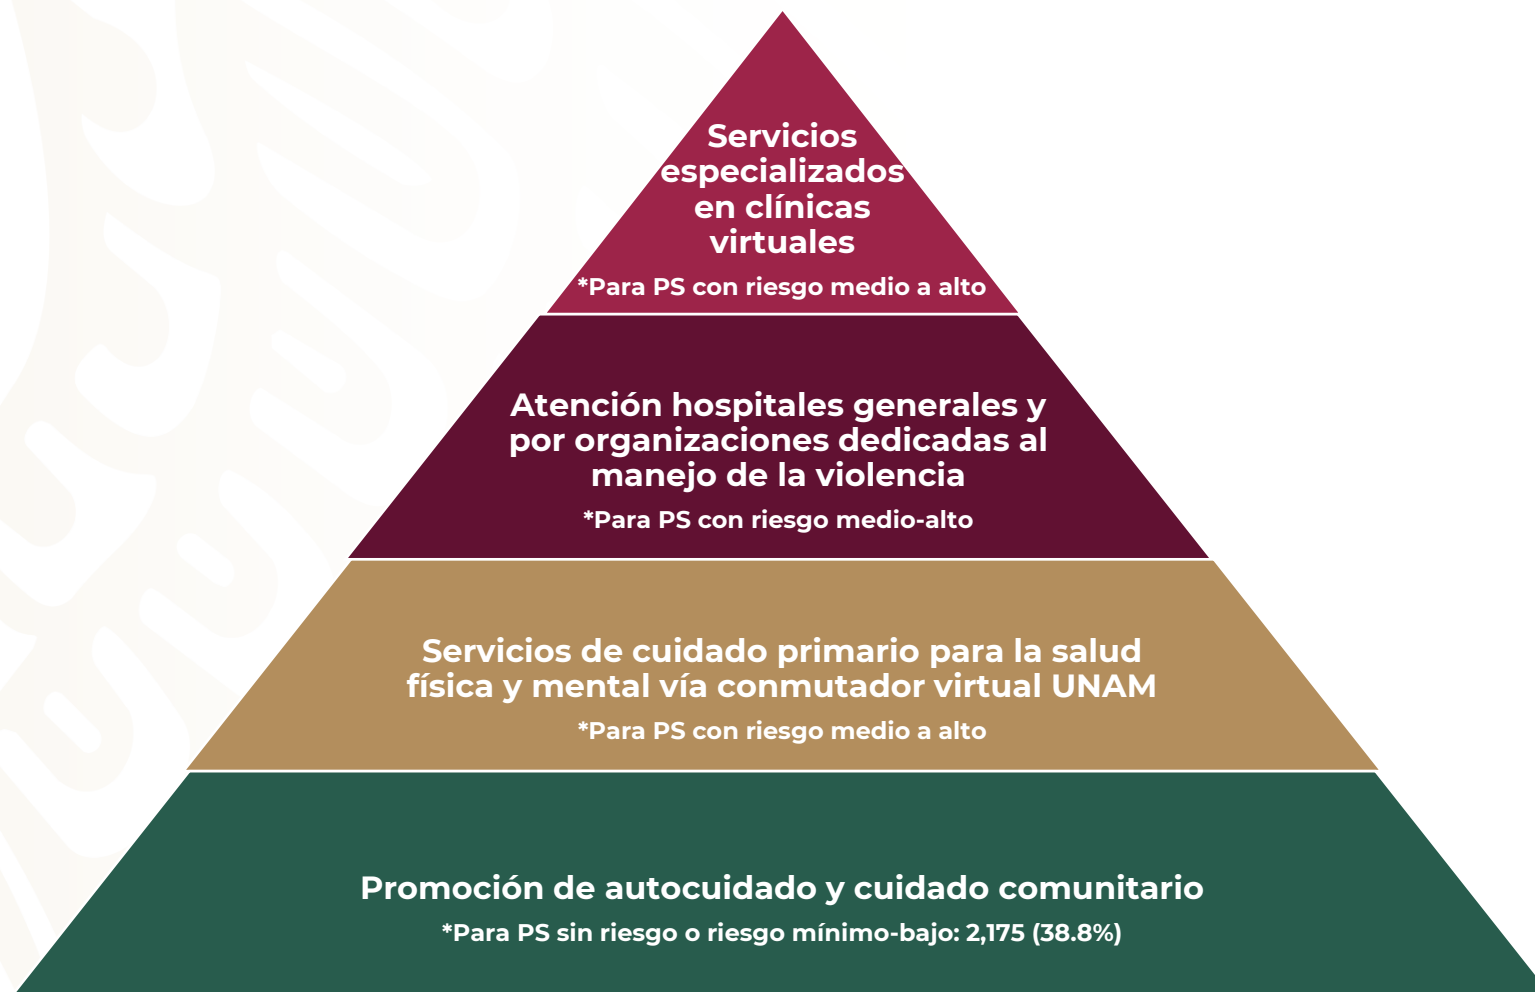 Servicios
especializados
en clínicas
virtuales
*Para PS con riesgo medio a alto
Atención hospitales generales y
por organizaciones dedicadas al
manejo de la violencia
*Para PS con riesgo medio-alto
Servicios de cuidado primario para la salud
física y mental vía conmutador virtual UNAM
*Para PS con riesgo medio a alto
Promoción de autocuidado y cuidado comunitario
*Para PS sin riesgo o riesgo mínimo-bajo: 2,175 (38.8%)